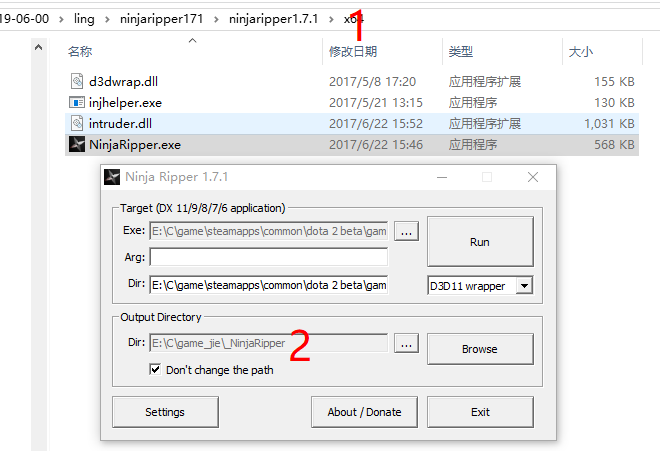 19-06-00 > ling > ninjaripper171 > ninjaripper1.7.1 > x64
1
名称 修改日期 类型 大小
d3dwrap.dll 2017/5/8 17:20 应用程序扩展 155 KB
injhelper.exe 2017/5/21 13:15 应用程序 130 KB
intruder.dll 2017/6/22 15:52 应用程序扩展 1,031 KB
NinjaRipper.exe 2017/6/22 15:46 应用程序 568 KB
Ninja Ripper 1.7.1
Target (DX 11/9/8/7/6 application)
Exe: E:\C\game\steamapps\common\dota 2 beta\gam ... Run
Arg:
Dir: E:\C\game\steamapps\common\dota 2 beta\gam D3D11 wrapper
Output Directory
Dir: E:\C\game_jie\_NinjaRipper 2 ... Browse
Don't change the path
Settings About / Donate Exit